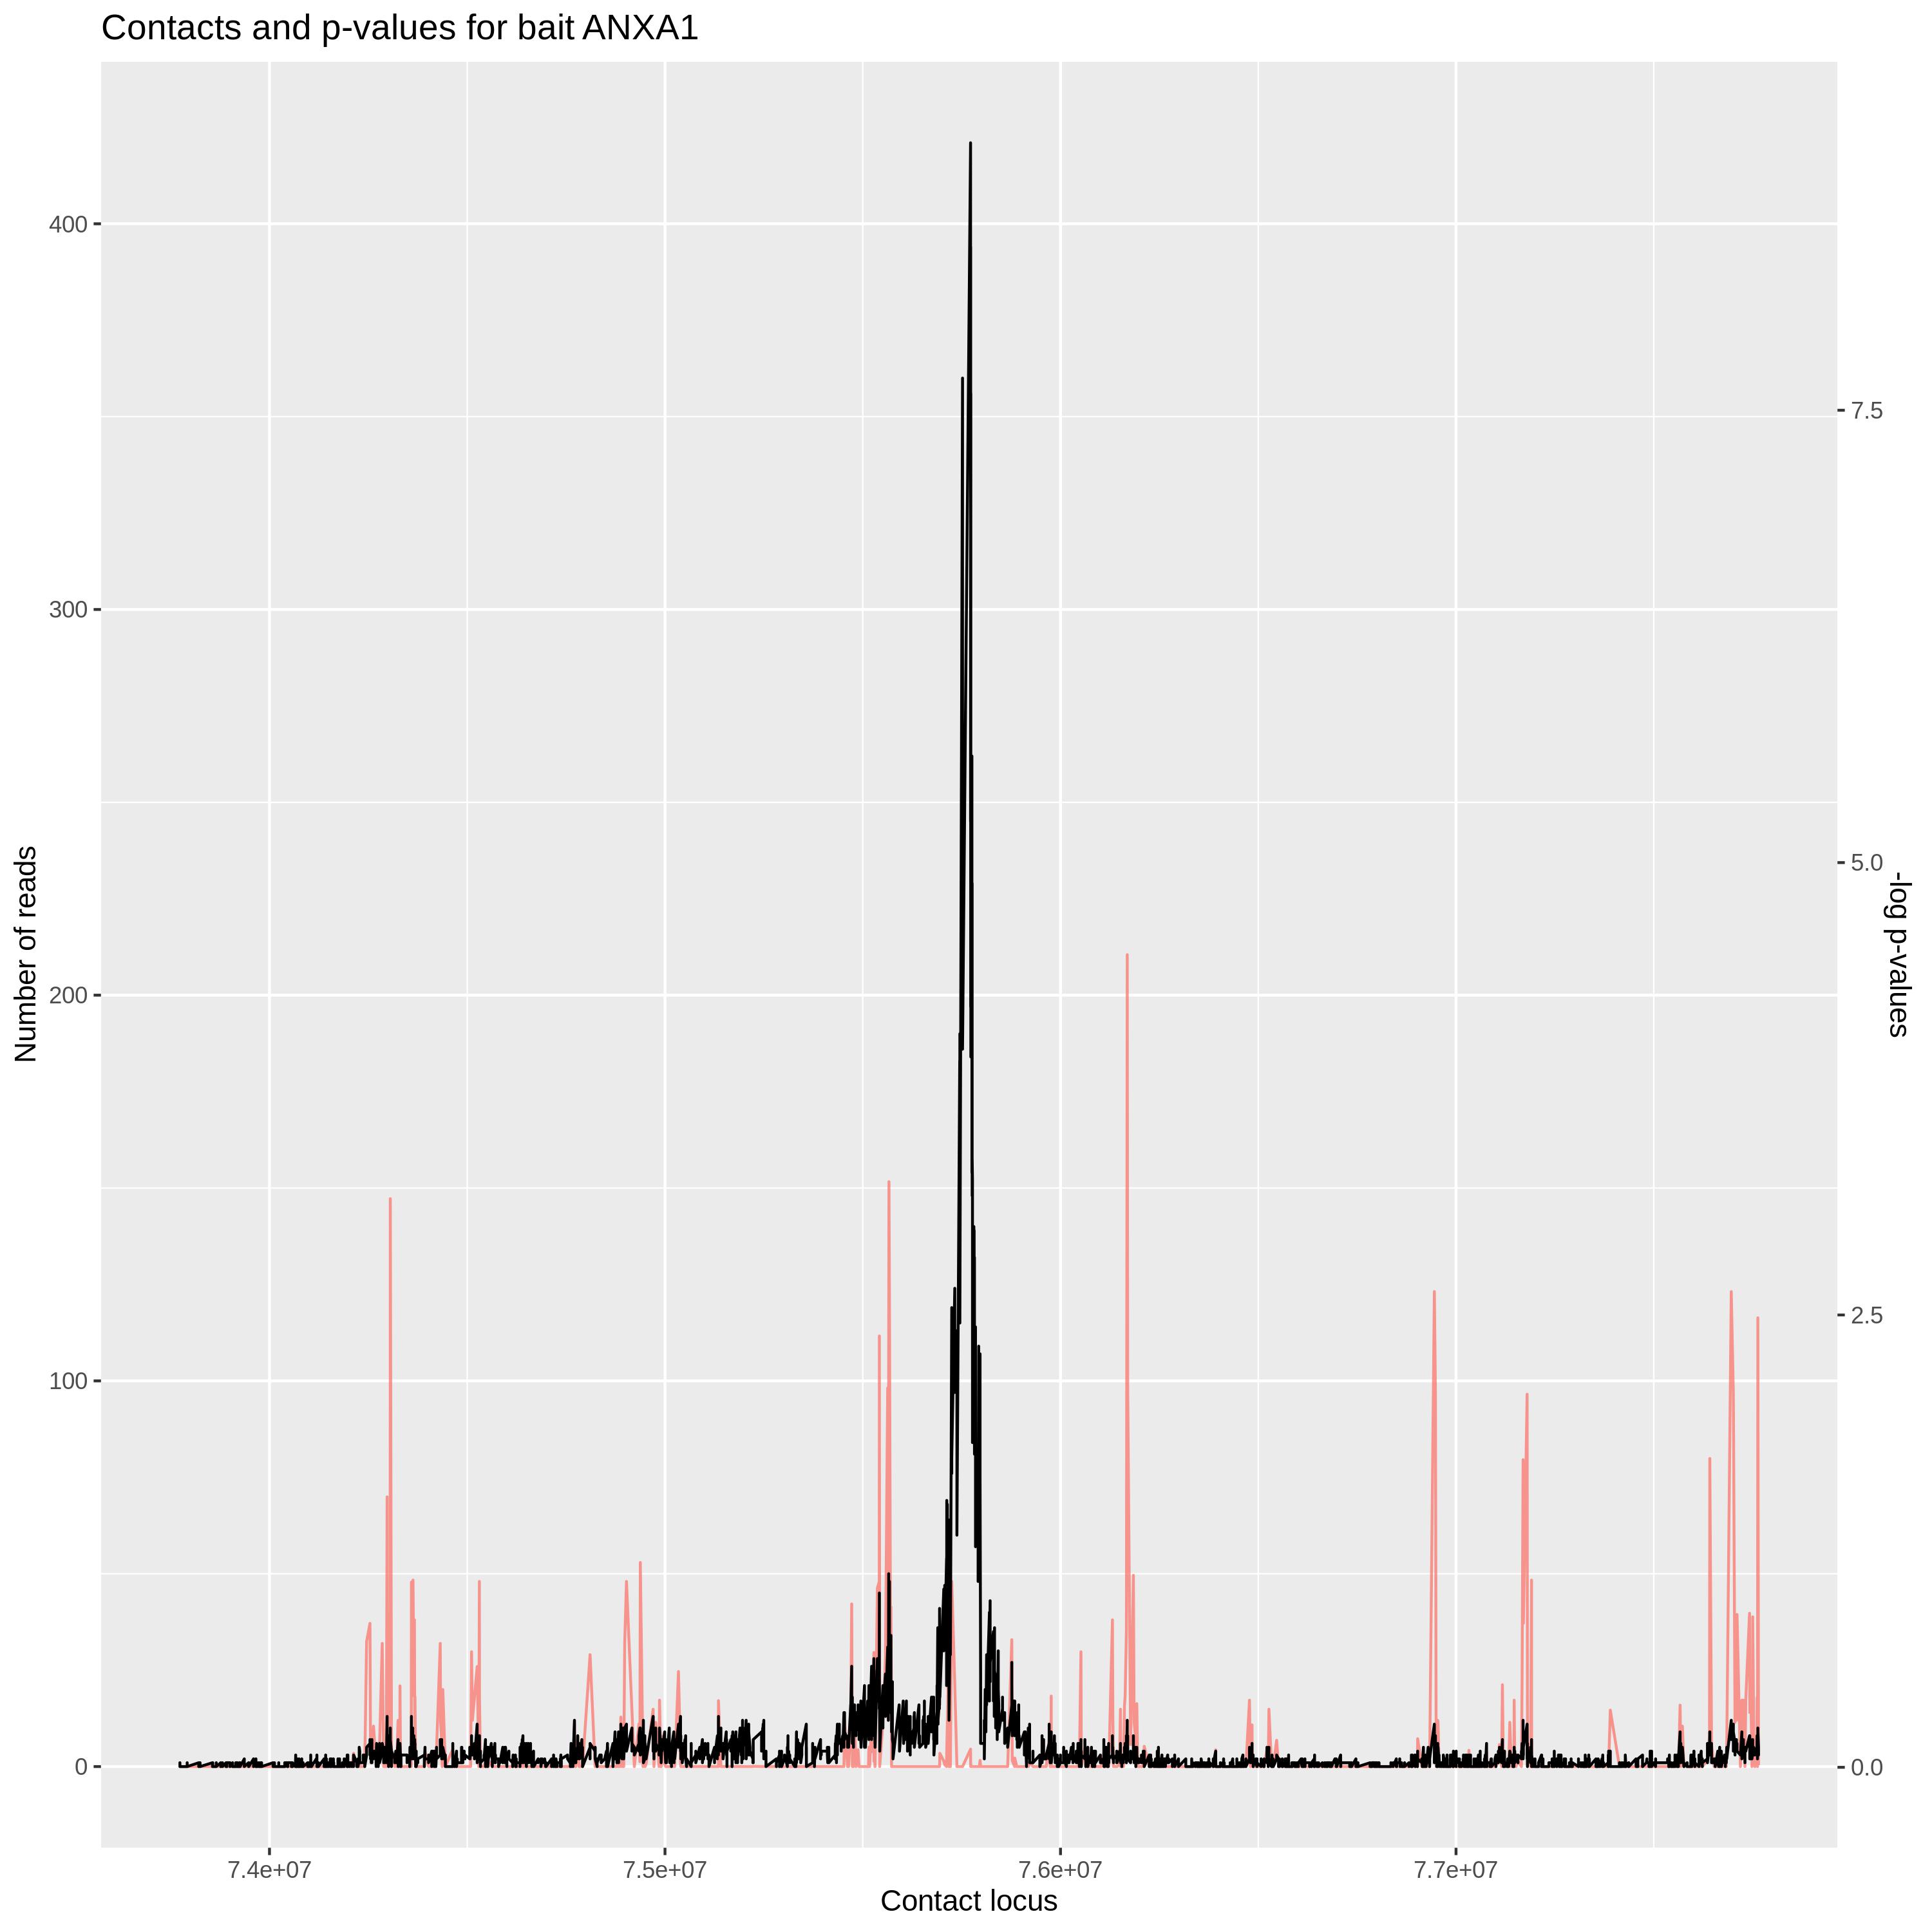 Contacts and p-values for bait ANXA1
400
300
200
100
0
Number of reads
7.5
5.0
2.5
0.0
-log p-values
7.4e+07
7.5e+07
7.6e+07
7.7e+07
Contact locus